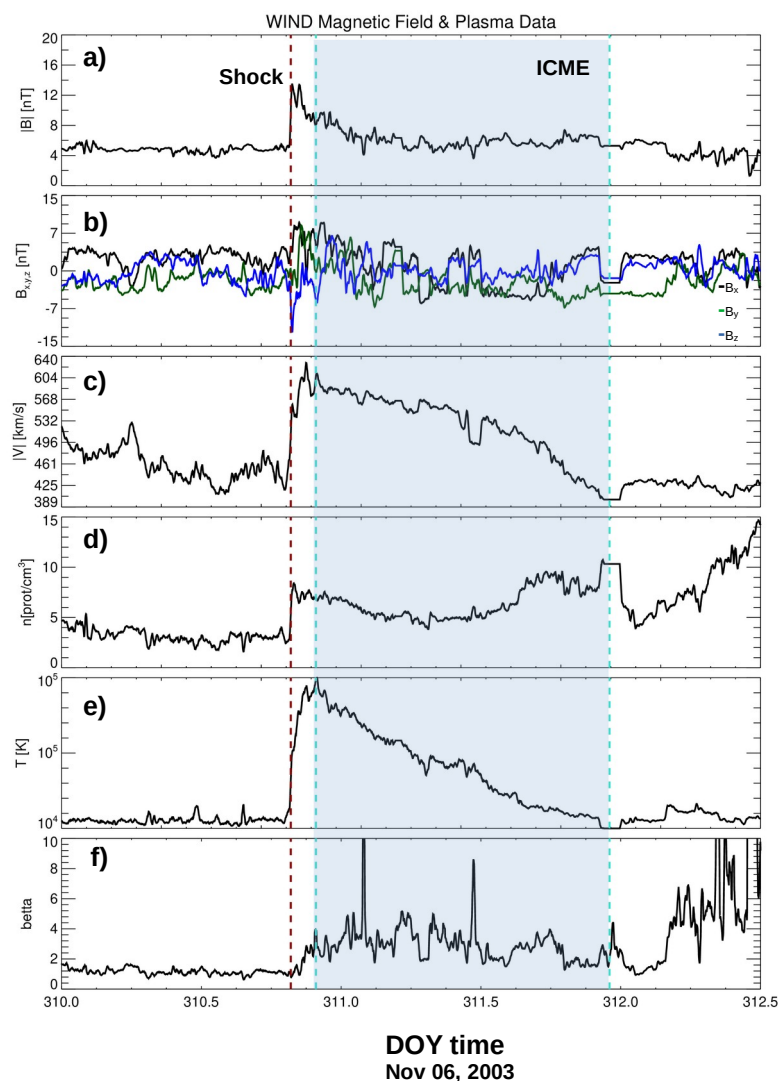 WIND Magnetic Field & Plasma Data
a)
Shock
ICME
|B| [nT]
20
16
12
8
4
0
b)
Bx,y,z [nT]
15
7
0
-7
-15
Bx
By
Bz
c)
|V| [km/s]
640
604
568
532
496
461
425
389
d)
n[prot/cm³]
15
10
5
0
e)
T [K]
10⁵
10⁵
10⁴
f)
betta
10
8
6
4
2
0
310.0 310.5 311.0 311.5 312.0 312.5
DOY time
Nov 06, 2003